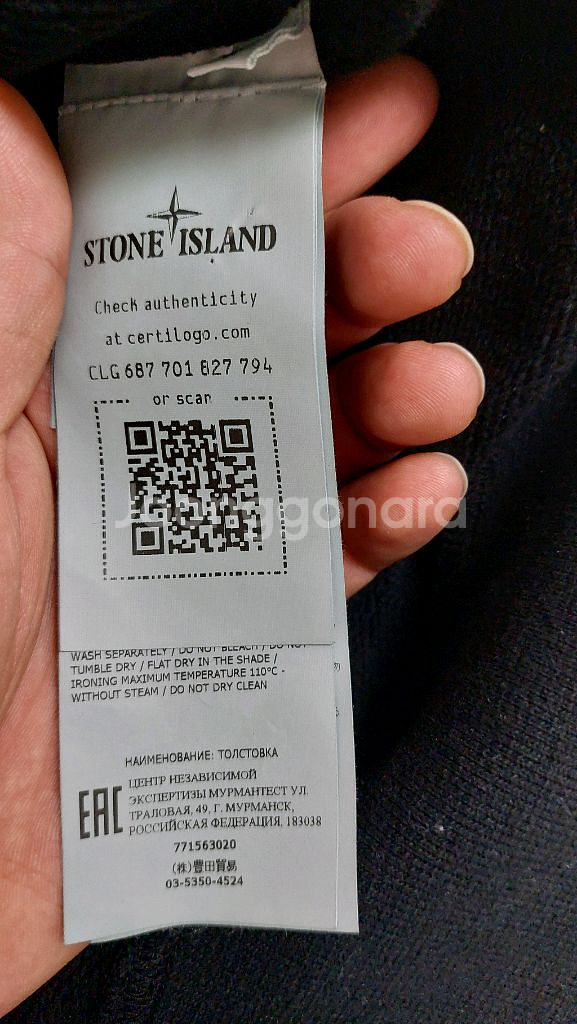 STONE ISLAND
Check authenticity
at certilogo.com
CLG 687 701 827 794
or scan
Joonggonara
WASH SEPARATELY / DO NOT BLEACH / DO NOT
TUMBLE DRY / FLAT DRY IN THE SHADE /
IRONING MAXIMUM TEMPERATURE 110°C -
WITHOUT STEAM / DO NOT DRY CLEAN
НАИМЕНОВАНИЕ: ТОЛСТОВКА
EAC
ЦЕНТР НЕЗАВИСИМОЙ
ЭКСПЕРТИЗЫ МУРМАНТЕСТ УЛ.
ТРАЛОВАЯ, 49, Г. МУРМАНСК,
РОССИЙСКАЯ ФЕДЕРАЦИЯ, 183038
771563020
(株)豊田貿易
03-5350-4524